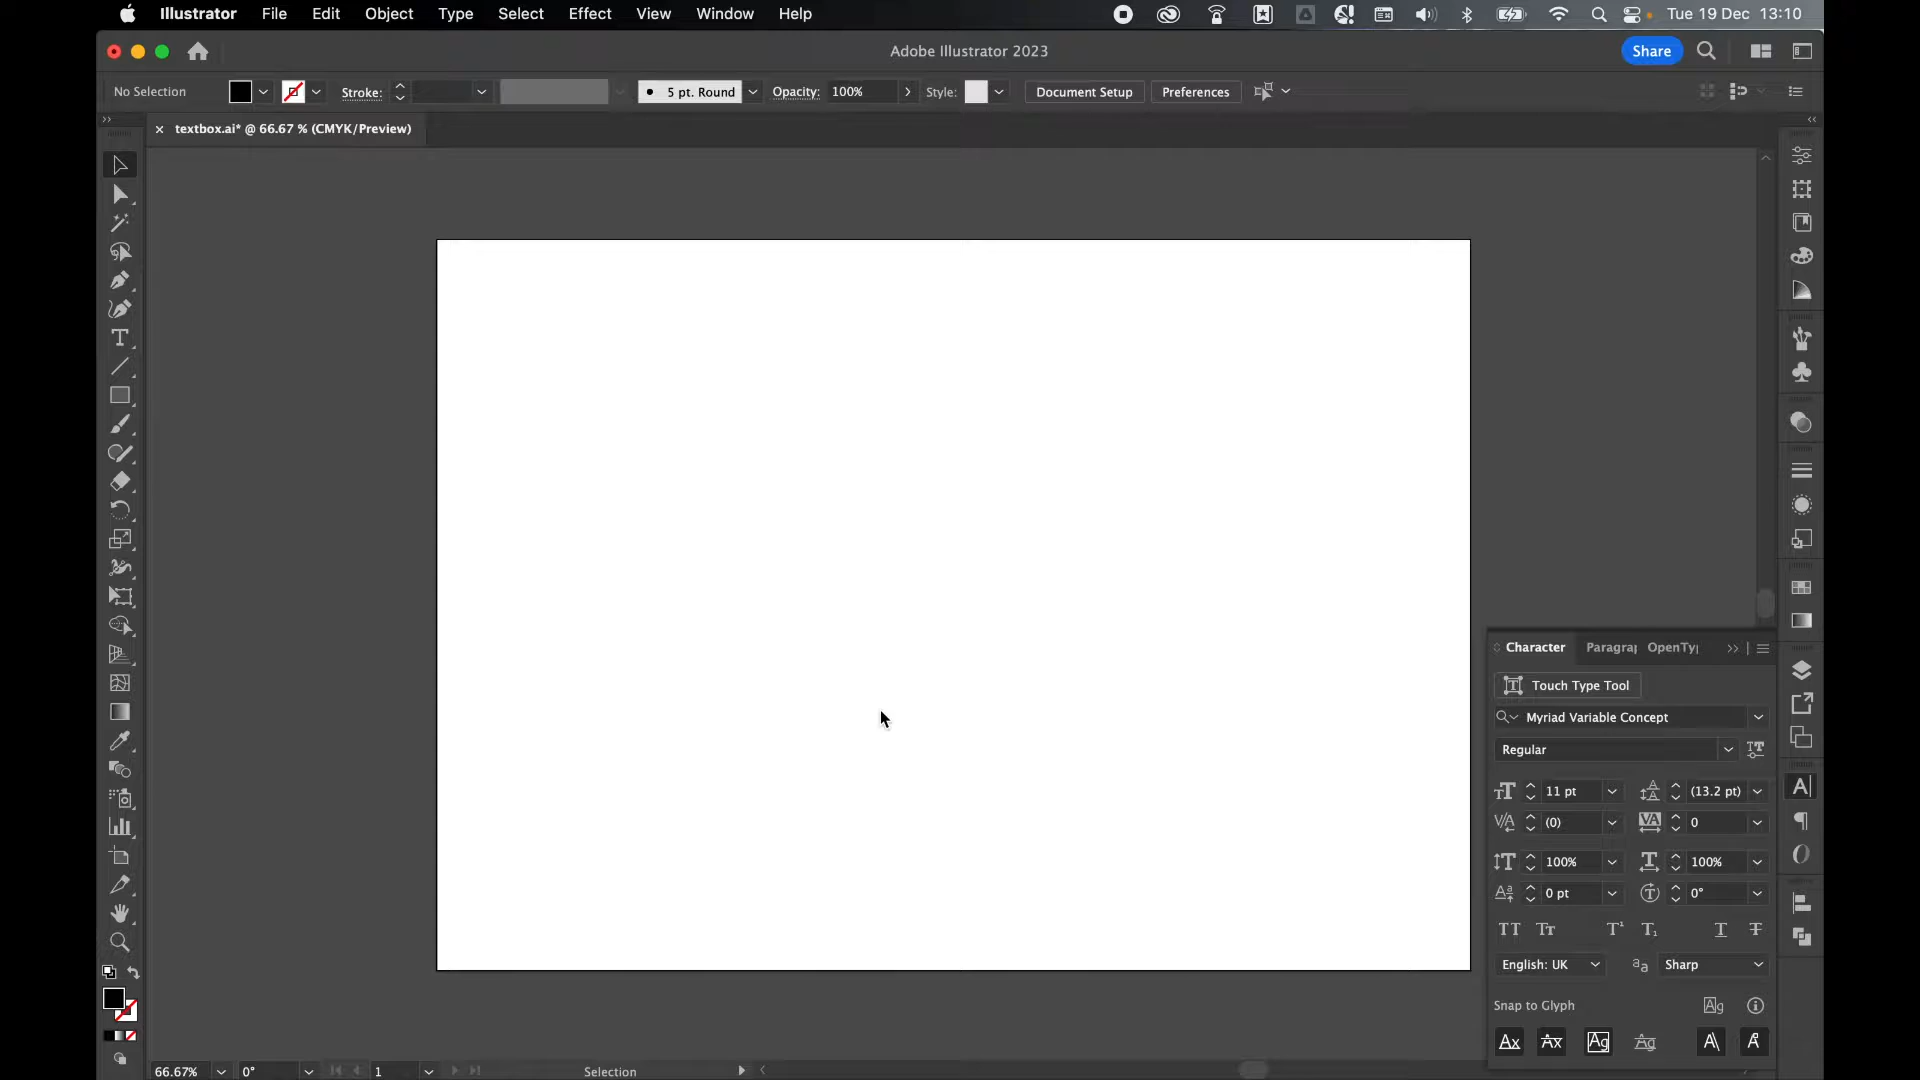 Illustrator File Edit Object Type Select Effect View Window Help Tue 19 Dec 13:10
Adobe Illustrator 2023 Share
No Selection Stroke: 5 pt. Round Opacity: 100% Style: Document Setup Preferences
textbox.ai* @ 66.67 % (CMYK/Preview)
Character Paragra OpenTy
Touch Type Tool
Myriad Variable Concept
Regular
11 pt (13.2 pt)
(0) 0
100% 100%
0 pt 0°
English: UK Sharp
Snap to Glyph
66.67% 0° 1 Selection